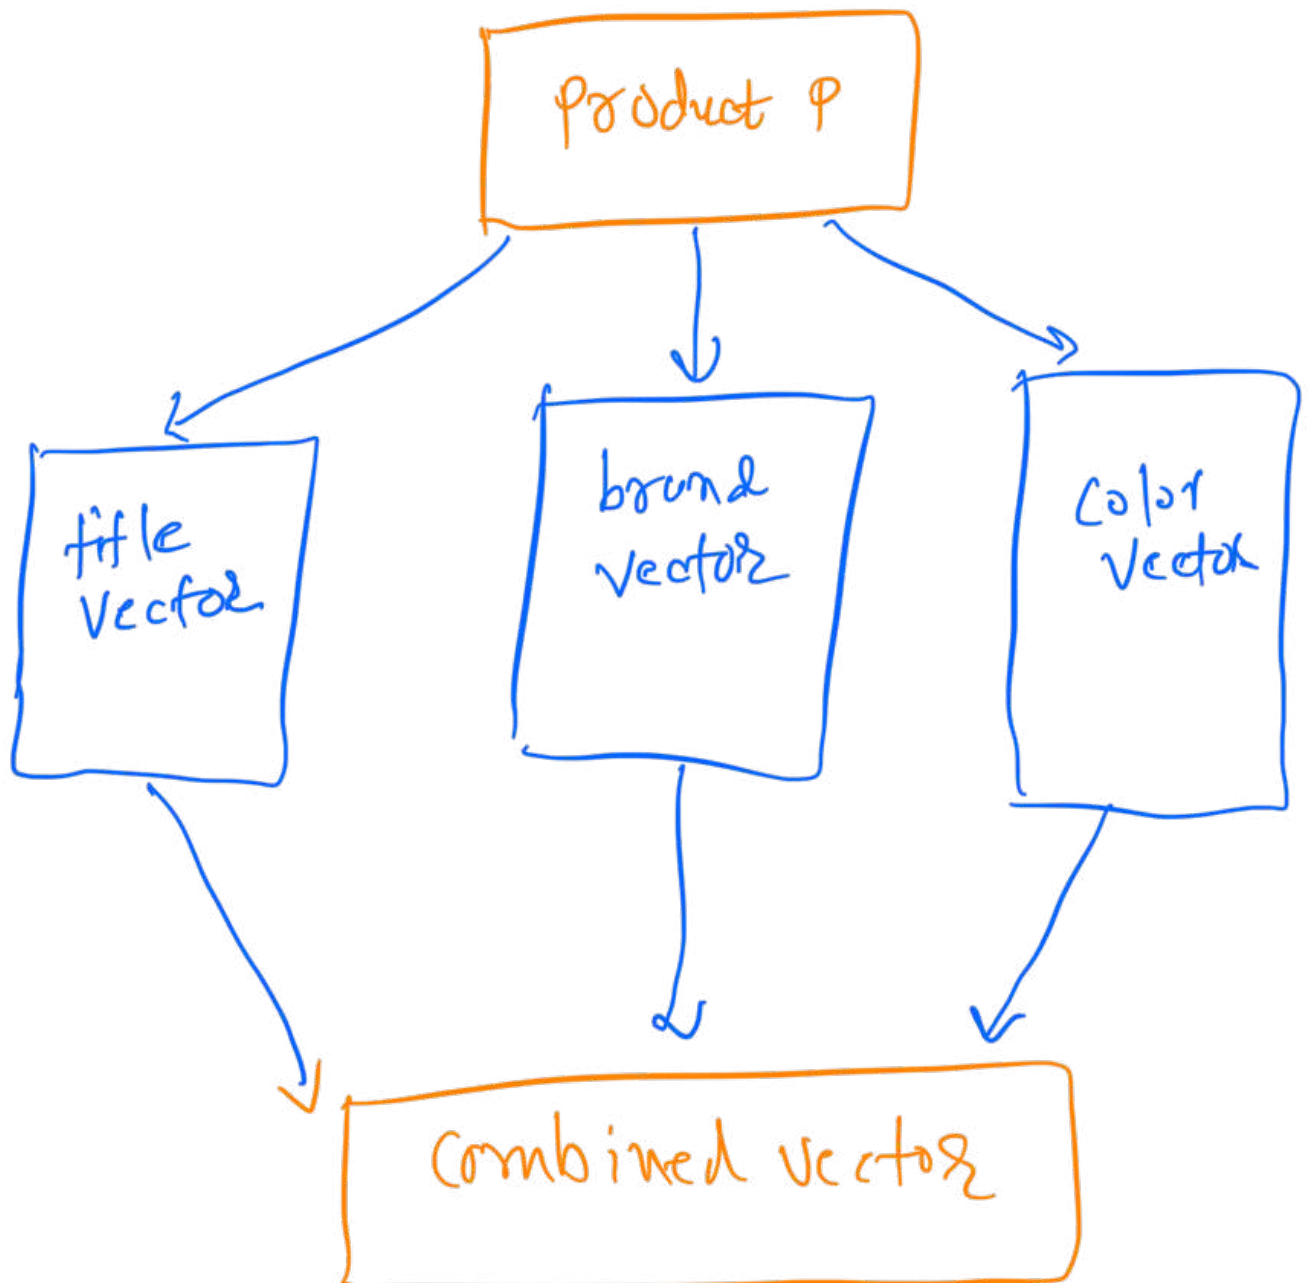 Product P
title
vector
brand
vector
color
vector
Combined vector